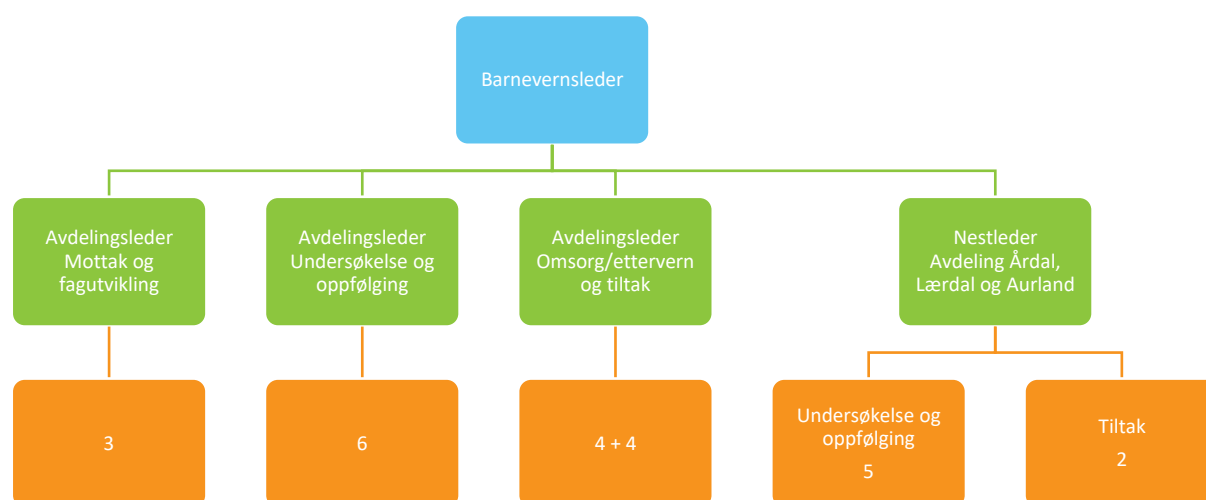 Barnevernsleder
Avdelingsleder
Mottak og
fagutvikling
Avdelingsleder
Undersøkelse og
oppfølging
Avdelingsleder
Omsorg/ettervern
og tiltak
Nestleder
Avdeling Årdal,
Lærdal og Aurland
3
6
4 + 4
Undersøkelse og
oppfølging
5
Tiltak
2